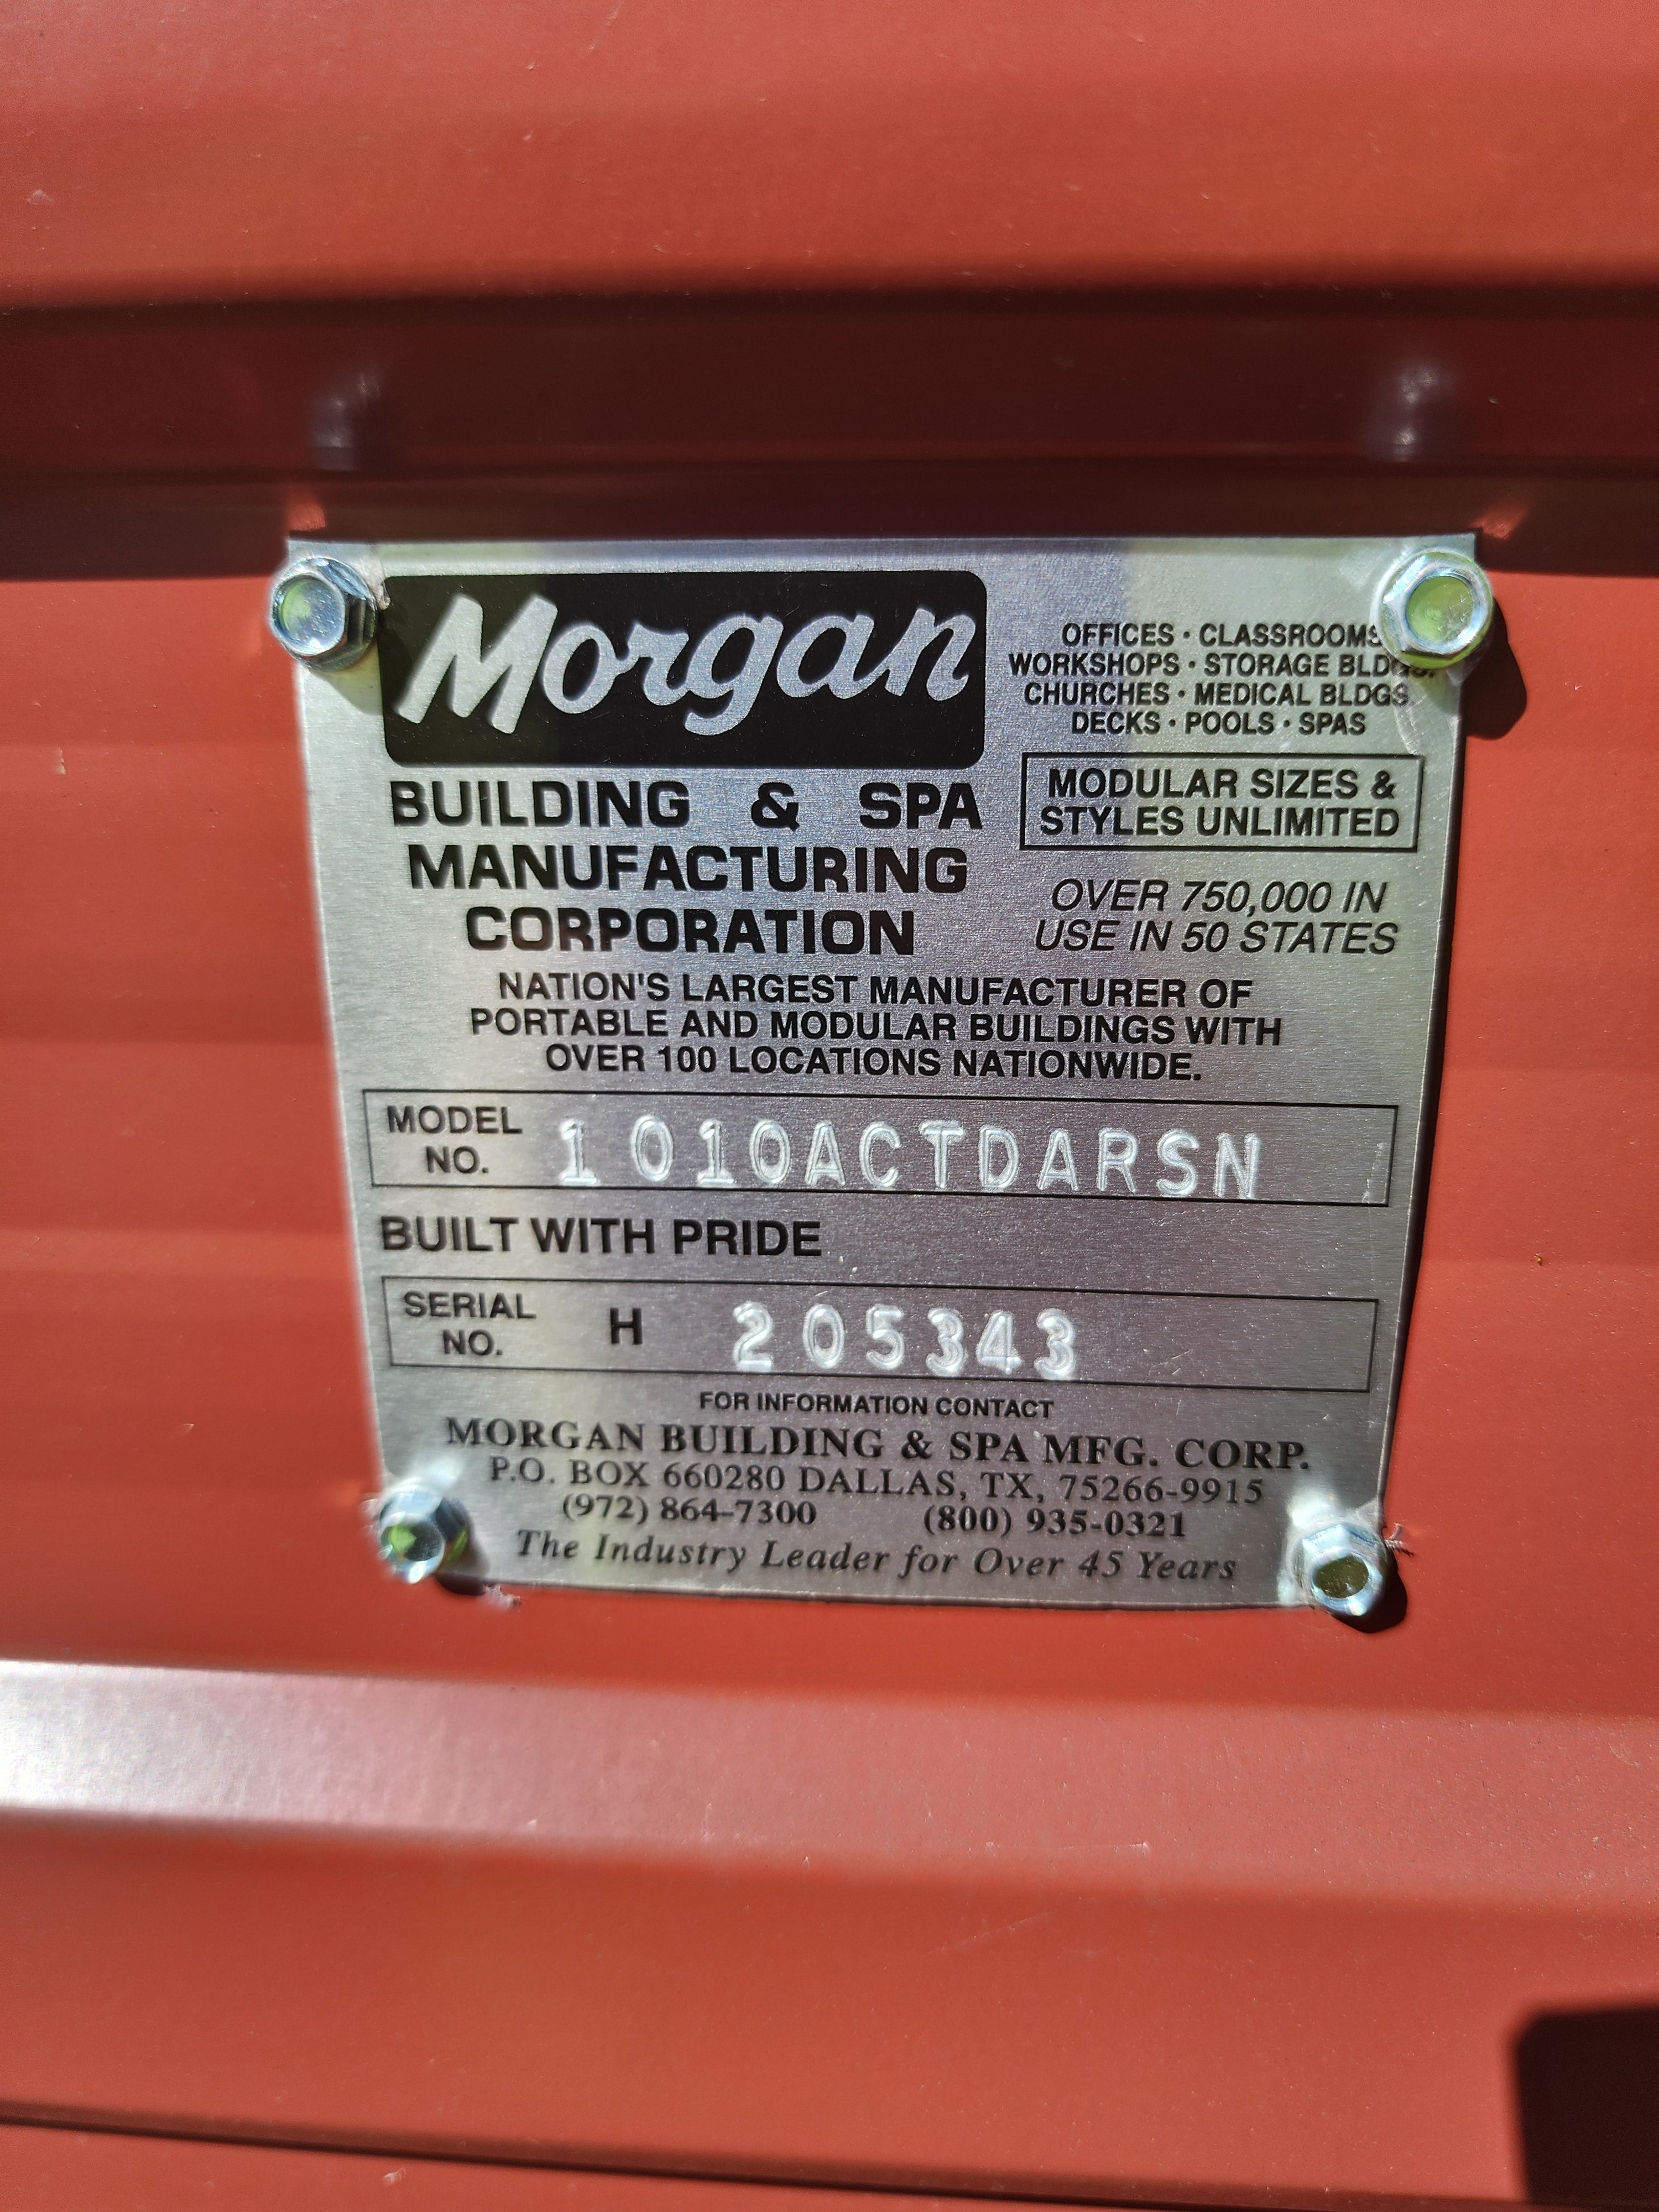 Morgan
BUILDING & SPA
MANUFACTURING
CORPORATION
OFFICES · CLASSROOMS
WORKSHOPS · STORAGE BLDGS.
CHURCHES · MEDICAL BLDGS.
DECKS · POOLS · SPAS
MODULAR SIZES &
STYLES UNLIMITED
OVER 750,000 IN
USE IN 50 STATES
NATION'S LARGEST MANUFACTURER OF
PORTABLE AND MODULAR BUILDINGS WITH
OVER 100 LOCATIONS NATIONWIDE.
MODEL
NO. 1010ACTDARSN
BUILT WITH PRIDE
SERIAL
NO. H 205343
FOR INFORMATION CONTACT
MORGAN BUILDING & SPA MFG. CORP.
P.O. BOX 660280 DALLAS, TX, 75266-9915
(972) 864-7300 (800) 935-0321
The Industry Leader for Over 45 Years